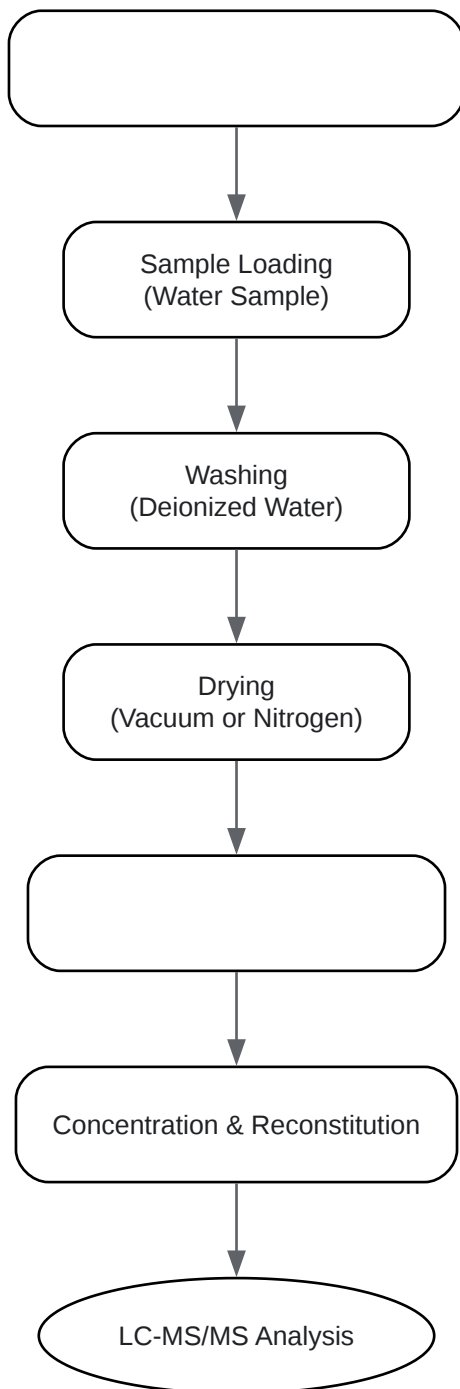 Sample Loading
(Water Sample)
Washing
(Deionized Water)
Drying
(Vacuum or Nitrogen)
Concentration & Reconstitution
LC-MS/MS Analysis